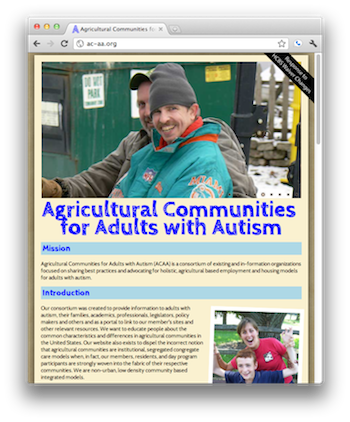 Agricultural Communities for
ac-aa.org
Response to
HCBS Waiver Changes
DO NOT
PARK
Agricultural Communities
for Adults with Autism
Mission
Agricultural Communities for Adults with Autism (ACAA) is a consortium of existing and in-formation organizations
focused on sharing best practices and advocating for holistic, agricultural based employment and housing models
for adults with autism.
Introduction
Our consortium was created to provide information to adults with
autism, their families, academics, professionals, legislators, policy
makers and others and as a portal to link to our member's sites and
other relevant resources. We want to educate people about the
common characteristics and differences in agricultural communities in
the United States. Our website also exists to dispel the incorrect notion
that agricultural communities are institutional, segregated congregate
care models when, in fact, our members, residents, and day program
participants are strongly woven into the fabric of their respective
communities. We are non-urban, low density community based
integrated models.